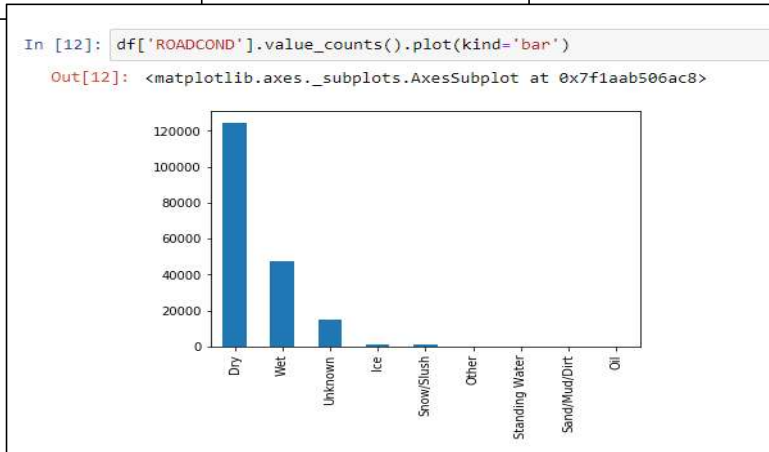 In [12]: df['ROADCOND'].value_counts().plot(kind='bar')
Out[12]: <matplotlib.axes._subplots.AxesSubplot at 0x7f1aab506ac8>
120000
100000
80000
60000
40000
20000
0
Dry
Wet
Unknown
Ice
Snow/Slush
Other
Standing Water
Sand/Mud/Dirt
Oil